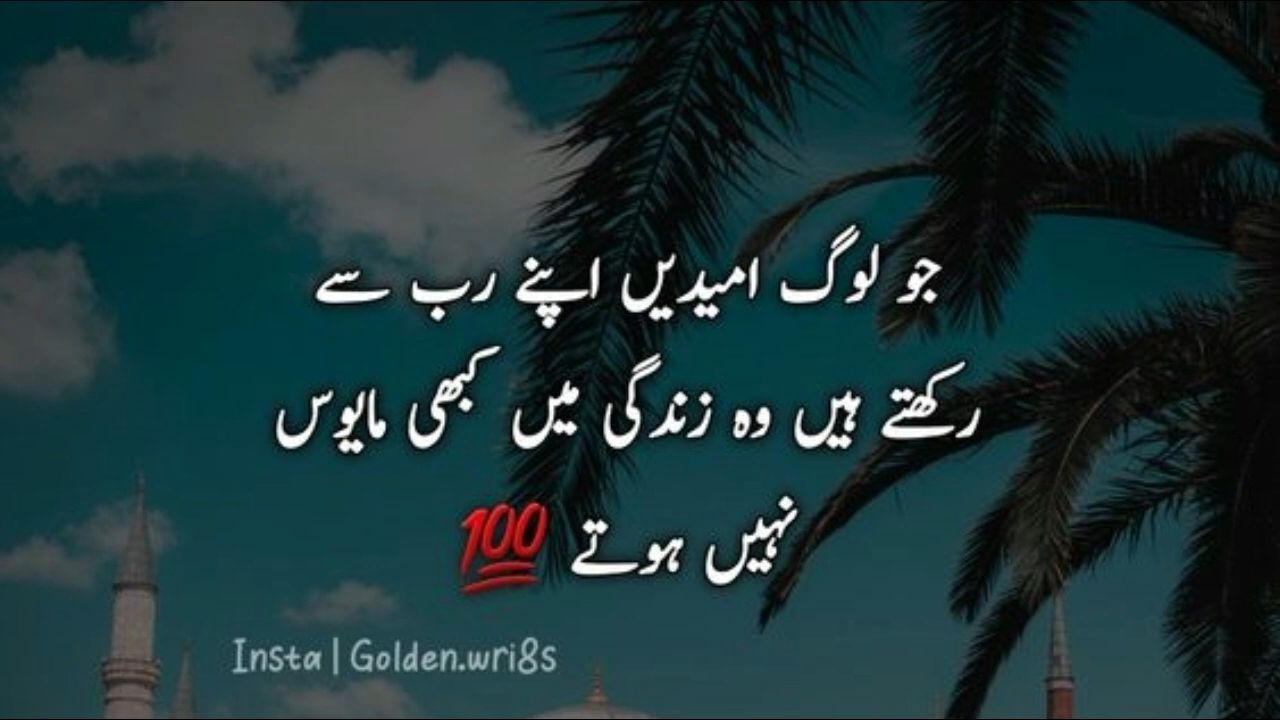 جو لوگ امیدیں اپنے رب سے
رکھتے ہیں وہ زندگی میں کبھی مایوس
نہیں ہوتے 💯
Insta | Golden.wri8s